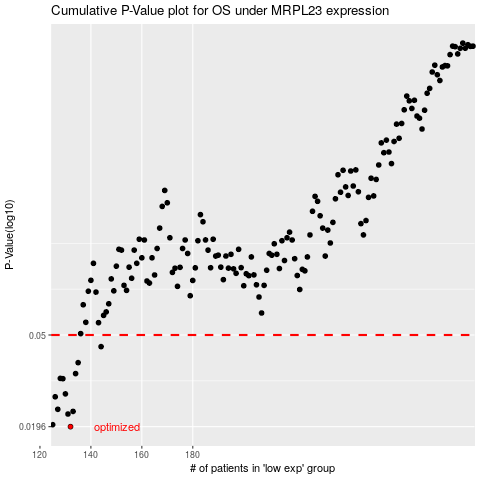 Cumulative P-Value plot for OS under MRPL23 expression
P-Value(log10)
0.05
0.0196
optimized
120 140 160 180
# of patients in 'low exp' group